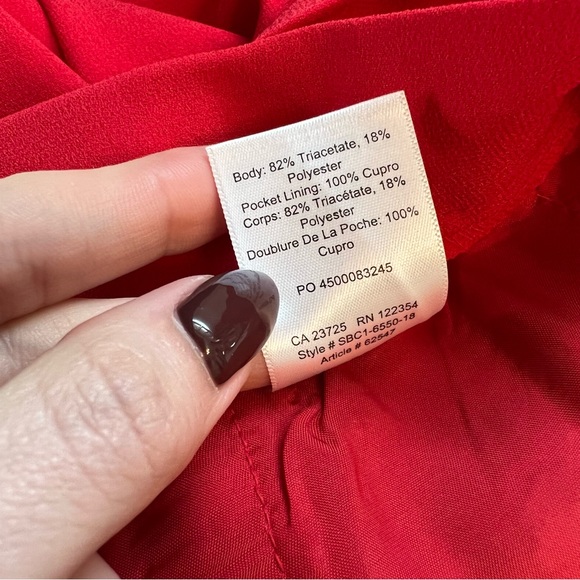 Body: 82% Triacetate, 18%
Polyester
Pocket Lining: 100% Cupro
Corps: 82% Triacétate, 18%
Polyester
Doublure De La Poche: 100%
Cupro
PO 4500083245
CA 23725 RN 122354
Style # SBC1-6550-18
Article # 62547